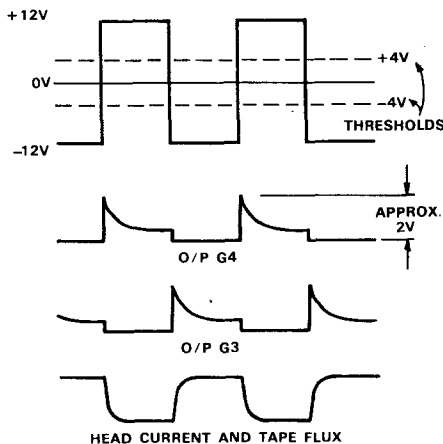 +12V
+4V
0V
-4V
THRESHOLDS
-12V
APPROX.
2V
O/P G4
O/P G3
HEAD CURRENT AND TAPE FLUX